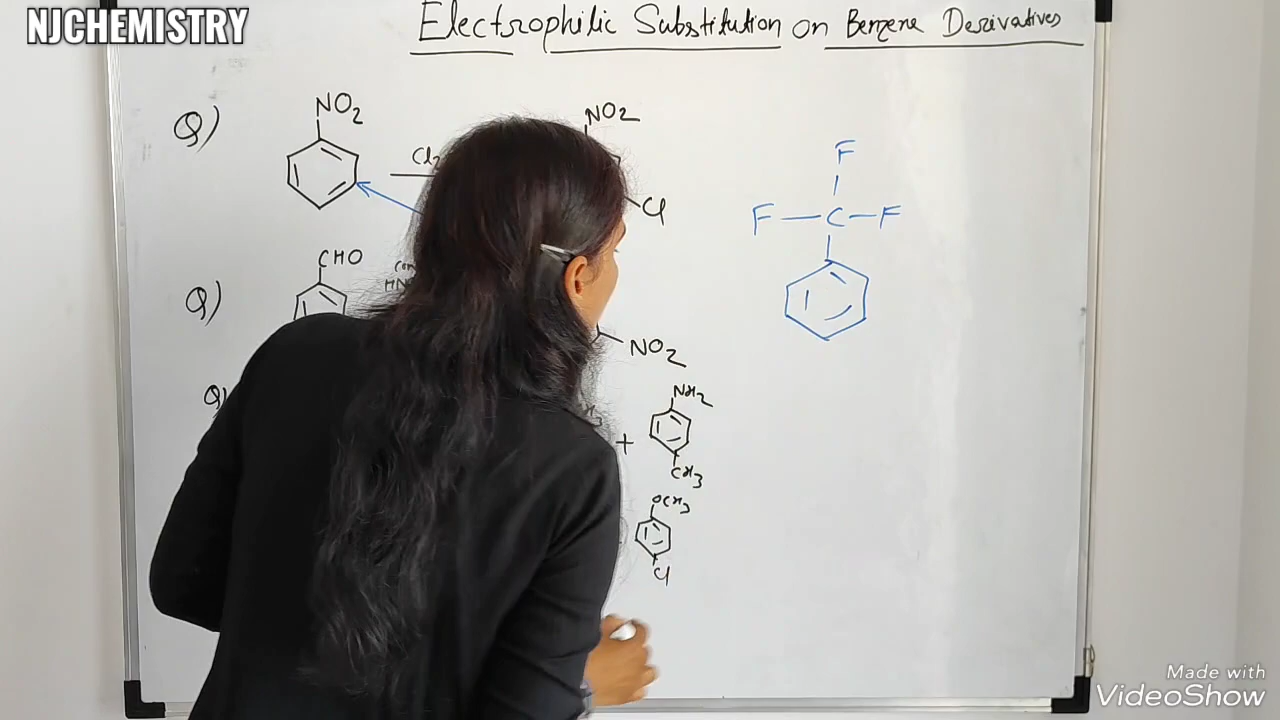 NJCHEMISTRY
Electrophilic Substitution on Benzene Derivatives
Q)
NO2
Cl2
NO2
Cl
F
F — C — F
Q)
CHO
NO2
Q)
+
NH2
CH3
OCH3
Cl
Made with
VideoShow